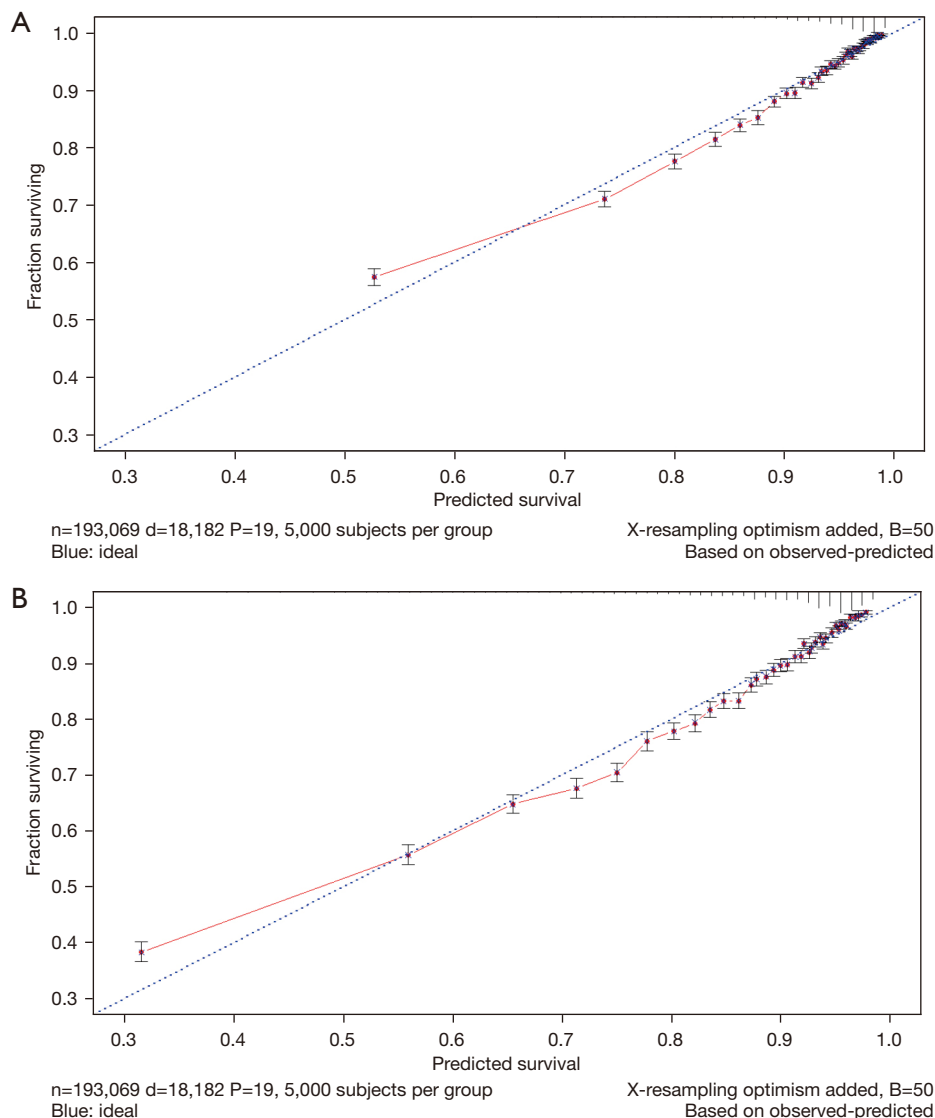 A
1.0
0.9
0.8
0.7
0.6
0.5
0.4
0.3
Fraction surviving
0.3 0.4 0.5 0.6 0.7 0.8 0.9 1.0
Predicted survival
n=193,069 d=18,182 P=19, 5,000 subjects per group
Blue: ideal
X-resampling optimism added, B=50
Based on observed-predicted
B
1.0
0.9
0.8
0.7
0.6
0.5
0.4
0.3
Fraction surviving
0.3 0.4 0.5 0.6 0.7 0.8 0.9 1.0
Predicted survival
n=193,069 d=18,182 P=19, 5,000 subjects per group
Blue: ideal
X-resampling optimism added, B=50
Based on observed-predicted